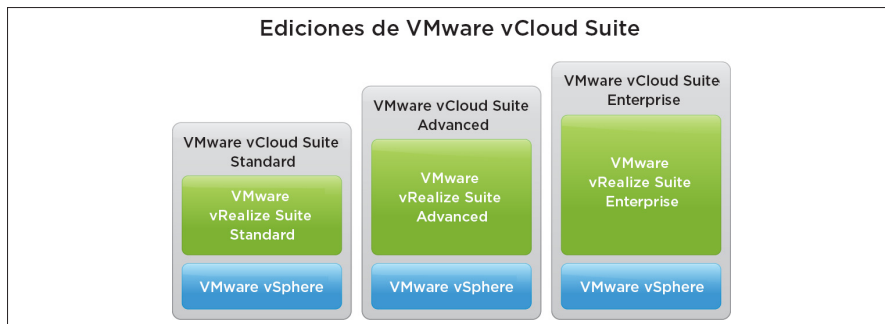 Ediciones de VMware vCloud Suite
VMware vCloud Suite
Standard
VMware
vRealize Suite
Standard
VMware vSphere
VMware vCloud Suite
Advanced
VMware
vRealize Suite
Advanced
VMware vSphere
VMware vCloud Suite
Enterprise
VMware
vRealize Suite
Enterprise
VMware vSphere